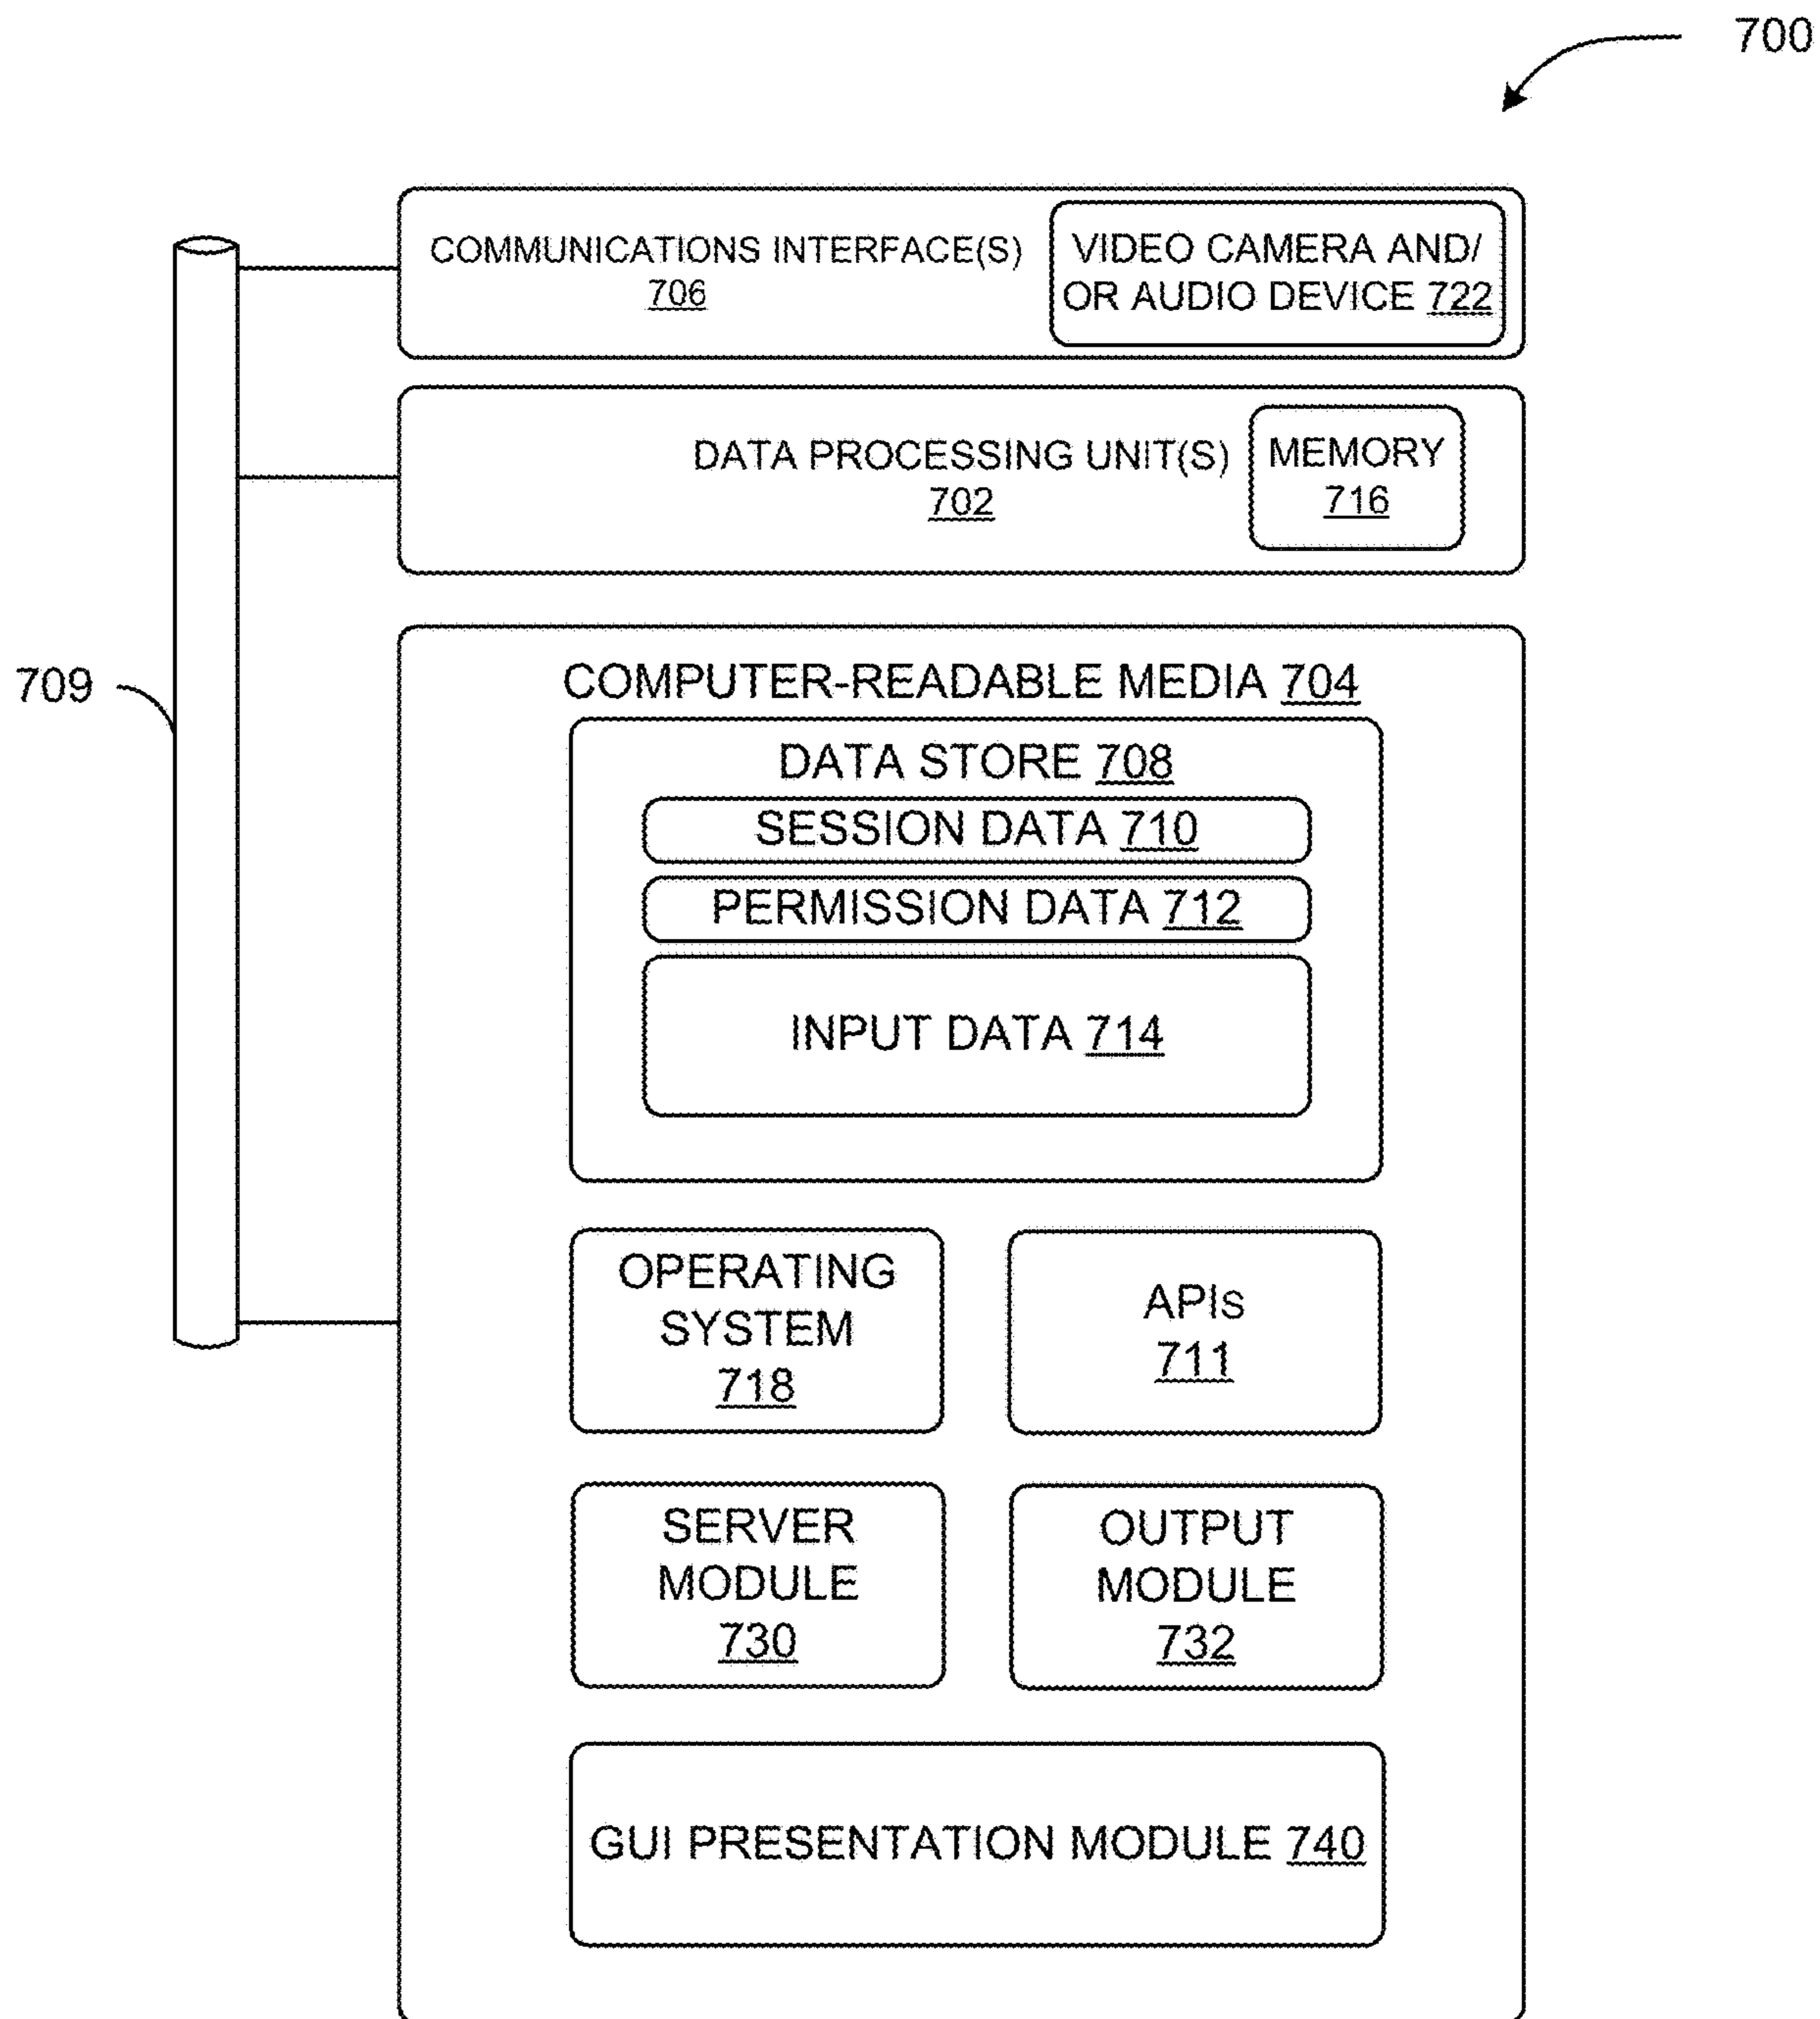 700
COMMUNICATIONS INTERFACE(S)
706
VIDEO CAMERA AND/
OR AUDIO DEVICE 722
DATA PROCESSING UNIT(S)
702
MEMORY
716
709
COMPUTER-READABLE MEDIA 704
DATA STORE 708
SESSION DATA 710
PERMISSION DATA 712
INPUT DATA 714
OPERATING
SYSTEM
718
APIs
711
SERVER
MODULE
730
OUTPUT
MODULE
732
GUI PRESENTATION MODULE 740